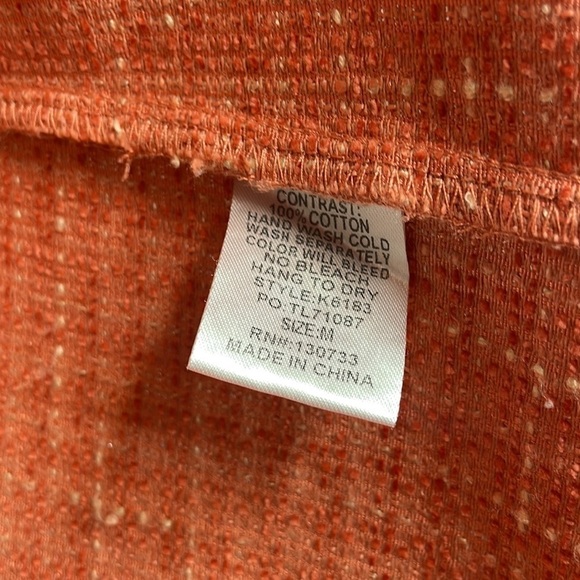 CONTRAST:
100% COTTON
HAND WASH COLD
WASH SEPARATELY
COLOR WILL BLEED
NO BLEACH
HANG TO DRY
STYLE:K6183
PO:TL71087
SIZE:M
RN#:130733
MADE IN CHINA